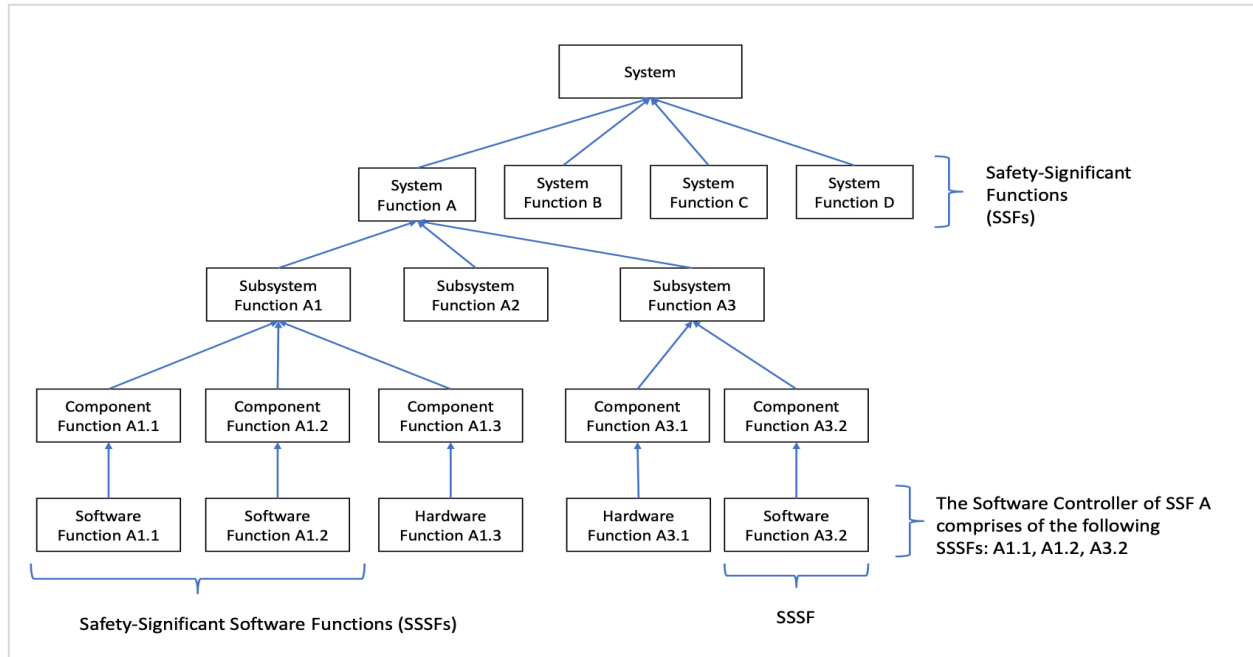 System
System
Function A
System
Function B
System
Function C
System
Function D
Safety-Significant
Functions
(SSFs)
Subsystem
Function A1
Subsystem
Function A2
Subsystem
Function A3
Component
Function A1.1
Component
Function A1.2
Component
Function A1.3
Component
Function A3.1
Component
Function A3.2
Software
Function A1.1
Software
Function A1.2
Hardware
Function A1.3
Hardware
Function A3.1
Software
Function A3.2
The Software Controller of SSF A
comprises of the following
SSSFs: A1.1, A1.2, A3.2
Safety-Significant Software Functions (SSSFs)
SSSF